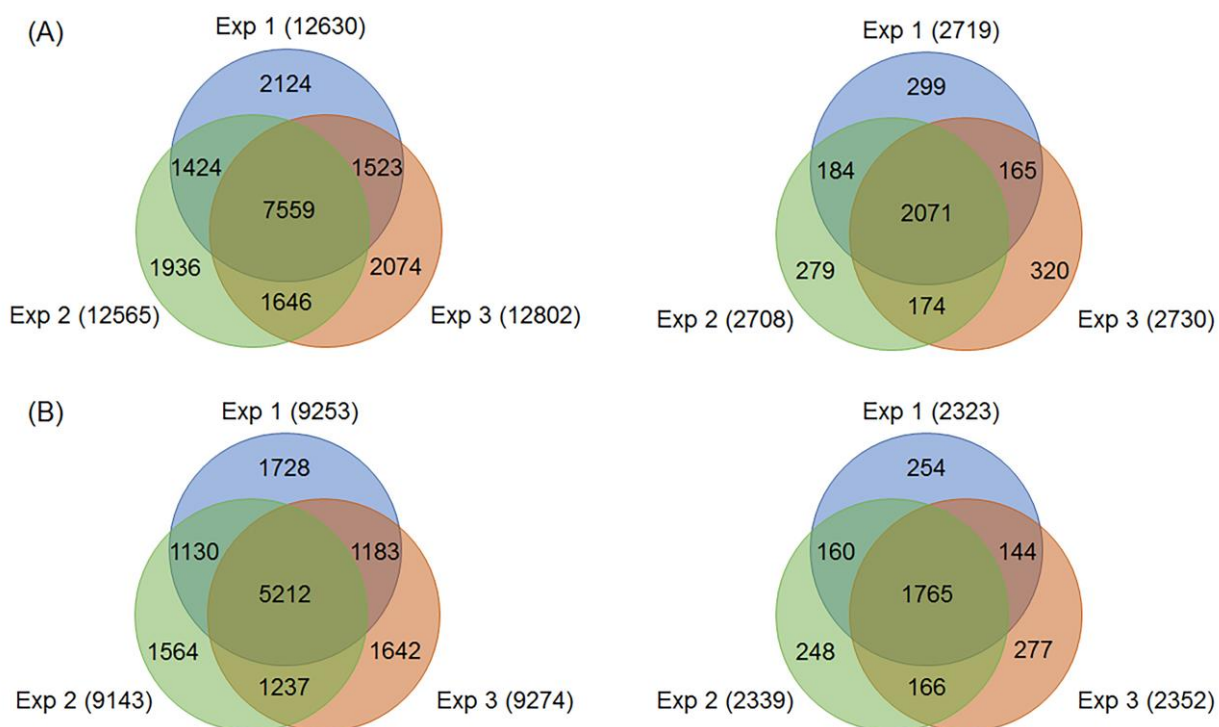 (A)
Exp 1 (12630)
2124
1424
1523
7559
1936
2074
1646
Exp 2 (12565)
Exp 3 (12802)
Exp 1 (2719)
299
184
165
2071
279
320
174
Exp 2 (2708)
Exp 3 (2730)
(B)
Exp 1 (9253)
1728
1130
1183
5212
1564
1642
1237
Exp 2 (9143)
Exp 3 (9274)
Exp 1 (2323)
254
160
144
1765
248
277
166
Exp 2 (2339)
Exp 3 (2352)